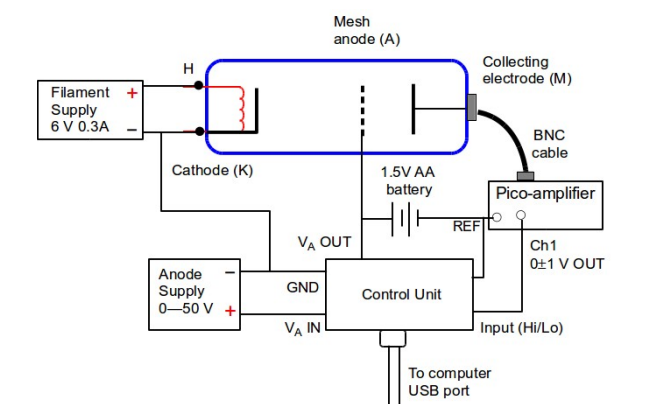 Mesh
anode (A)
H
Collecting
electrode (M)
Filament +
Supply
6 V 0.3A –
BNC
cable
Cathode (K)
1.5V AA
battery
Pico-amplifier
REF
V_A OUT
Ch1
0±1 V OUT
Anode –
Supply
0—50 V +
GND
Control Unit
V_A IN
Input (Hi/Lo)
To computer
USB port